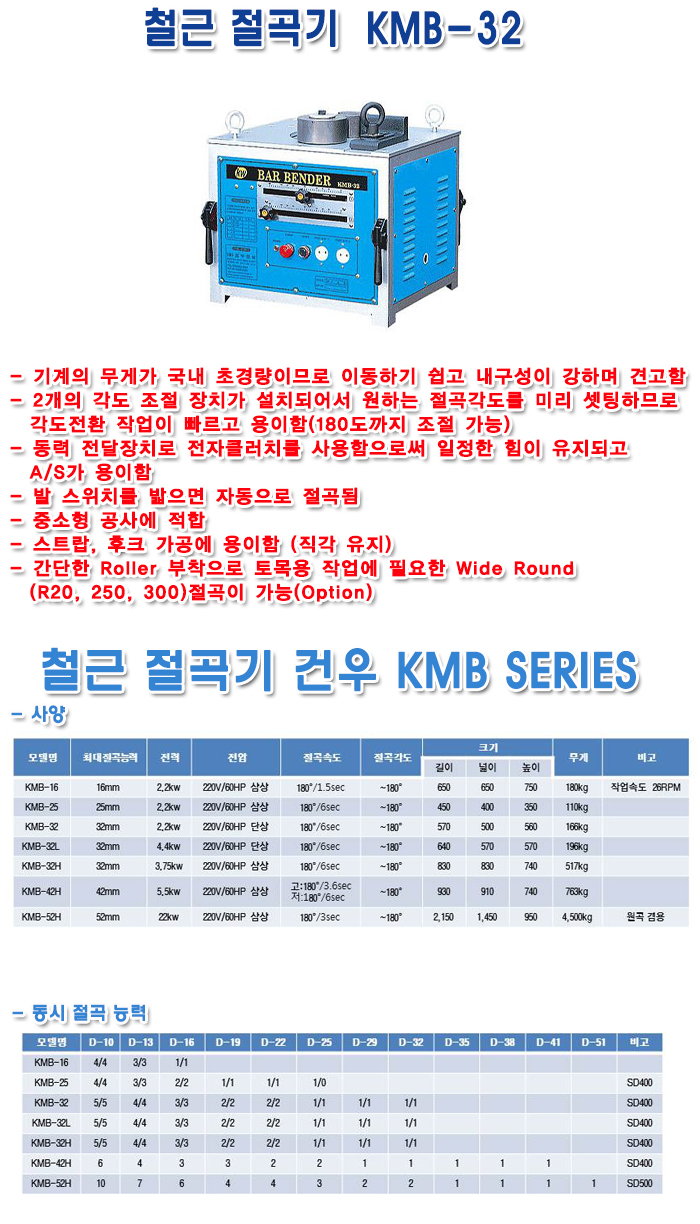 철근 절곡기 KMB-32
BAR BENDER
KMB-32
- 기계의 무게가 국내 초경량이므로 이동하기 쉽고 내구성이 강하며 견고함
- 2개의 각도 조절 장치가 설치되어서 원하는 절곡각도를 미리 셋팅하므로
각도전환 작업이 빠르고 용이함(180도까지 조절 가능)
- 동력 전달장치로 전자클러치를 사용함으로써 일정한 힘이 유지되고
A/S가 용이함
- 발 스위치를 밟으면 자동으로 절곡됨
- 중소형 공사에 적합
- 스트랍, 후크 가공에 용이함 (직각 유지)
- 간단한 Roller 부착으로 토목용 작업에 필요한 Wide Round
(R20, 250, 300)절곡이 가능(Option)
철근 절곡기 건우 KMB SERIES
- 사양
모델명 최대절곡능력 전력 전압 절곡속도 절곡각도 크기 무게 비고
길이 넓이 높이
KMB-16 16mm 2,2kw 220V/60HP 삼상 180°/1.5sec ~180° 650 650 750 180kg 작업속도 26RPM
KMB-25 25mm 2,2kw 220V/60HP 삼상 180°/6sec ~180° 450 400 350 110kg
KMB-32 32mm 2,2kw 220V/60HP 단상 180°/6sec ~180° 570 500 560 166kg
KMB-32L 32mm 4,4kw 220V/60HP 단상 180°/6sec ~180° 640 570 570 196kg
KMB-32H 32mm 3,75kw 220V/60HP 삼상 180°/6sec ~180° 830 830 740 517kg
KMB-42H 42mm 5,5kw 220V/60HP 삼상 고:180°/3.6sec ~180° 930 910 740 763kg
저:180°/6sec
KMB-52H 52mm 22kw 220V/60HP 삼상 180°/3sec ~180° 2,150 1,450 950 4,500kg 원곡 겸용
- 동시 절곡 능력
모델명 D-10 D-13 D-16 D-19 D-22 D-25 D-29 D-32 D-35 D-38 D-41 D-51 비고
KMB-16 4/4 3/3 1/1
KMB-25 4/4 3/3 2/2 1/1 1/1 1/0 SD400
KMB-32 5/5 4/4 3/3 2/2 2/2 1/1 1/1 1/1 SD400
KMB-32L 5/5 4/4 3/3 2/2 2/2 1/1 1/1 1/1 SD400
KMB-32H 5/5 4/4 3/3 2/2 2/2 1/1 1/1 1/1 SD400
KMB-42H 6 4 3 3 2 2 1 1 1 1 1 SD400
KMB-52H 10 7 6 4 4 3 2 2 1 1 1 1 SD500